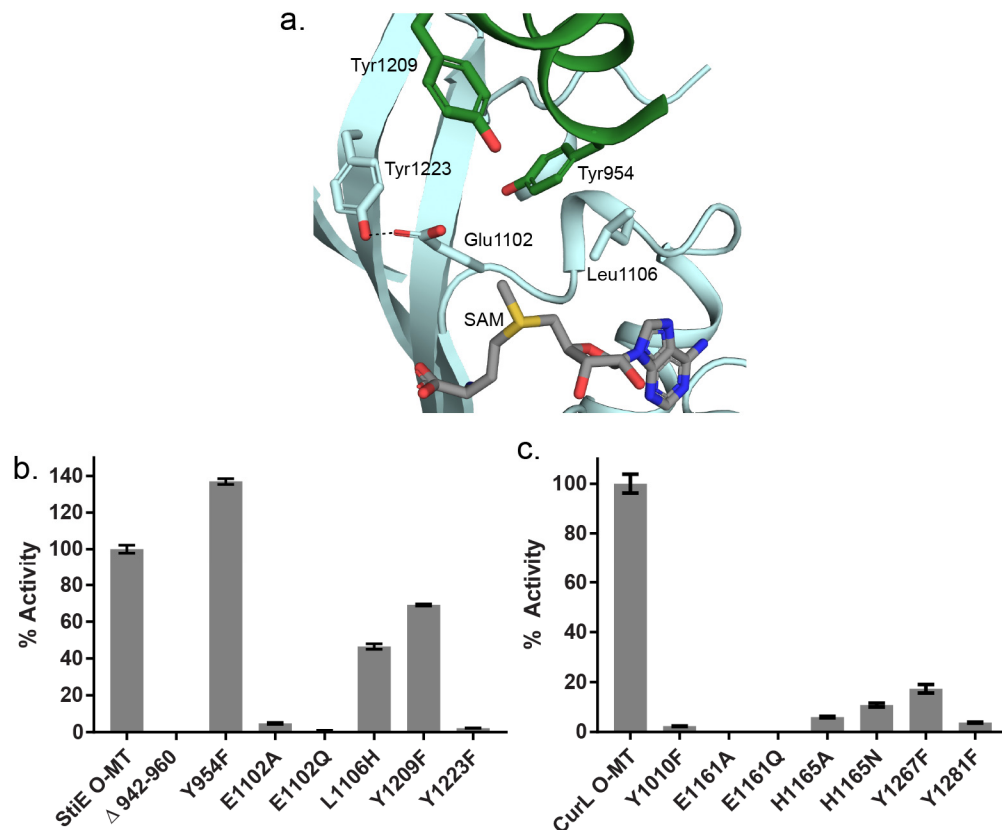 a.
Tyr1209
Tyr1223
Tyr954
Glu1102
Leu1106
SAM
b.
% Activity
140
120
100
80
60
40
20
0
StiE O-MT
Δ 942-960
Y954F
E1102A
E1102Q
L1106H
Y1209F
Y1223F
c.
% Activity
100
80
60
40
20
0
CurL O-MT
Y1010F
E1161A
E1161Q
H1165A
H1165N
Y1267F
Y1281F